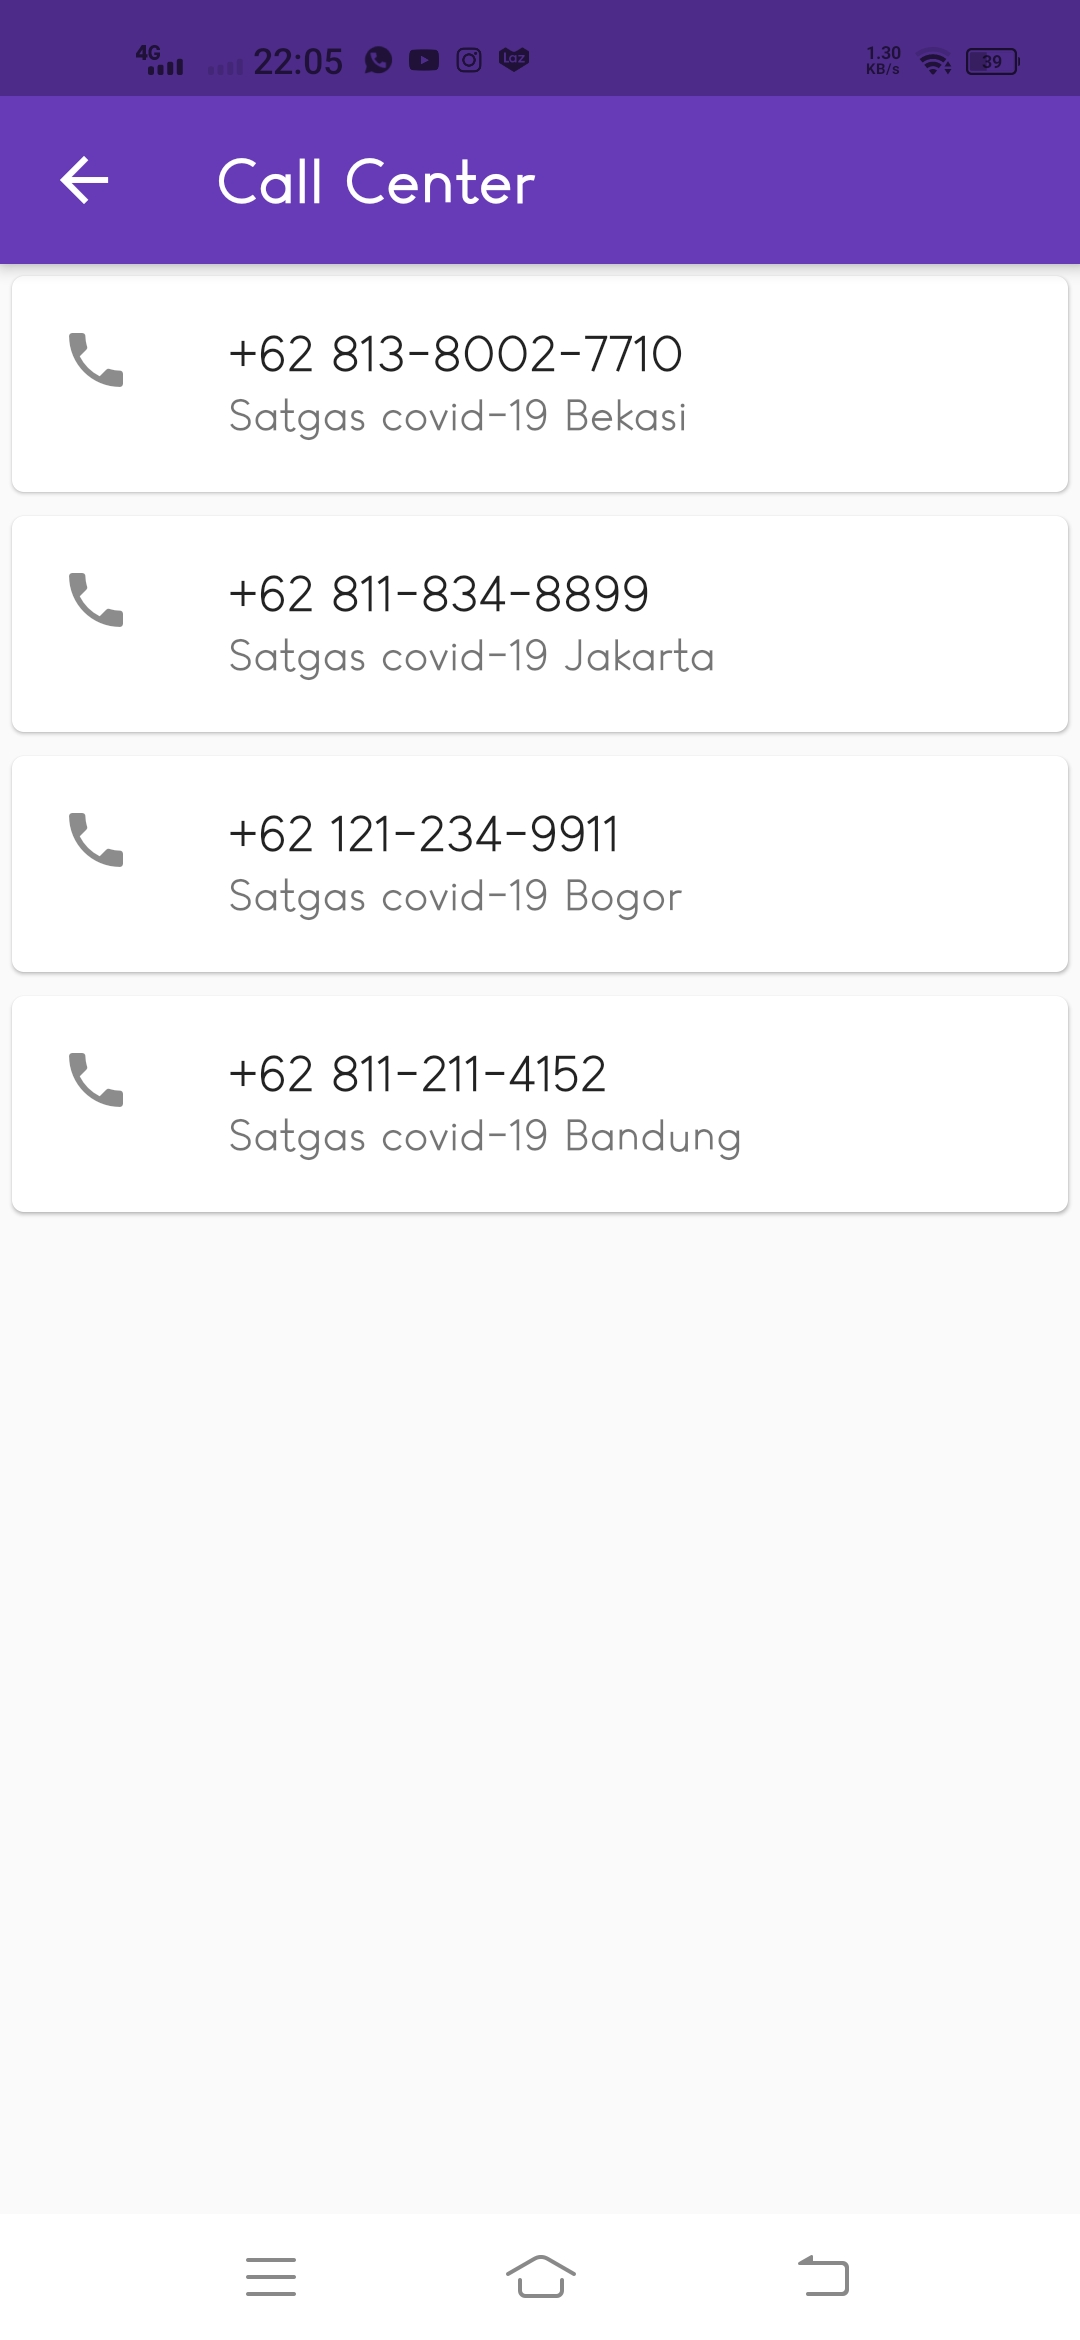 4G 22:05 Laz 1.30 KB/s 39
Call Center
+62 813-8002-7710
Satgas covid-19 Bekasi
+62 811-834-8899
Satgas covid-19 Jakarta
+62 121-234-9911
Satgas covid-19 Bogor
+62 811-211-4152
Satgas covid-19 Bandung